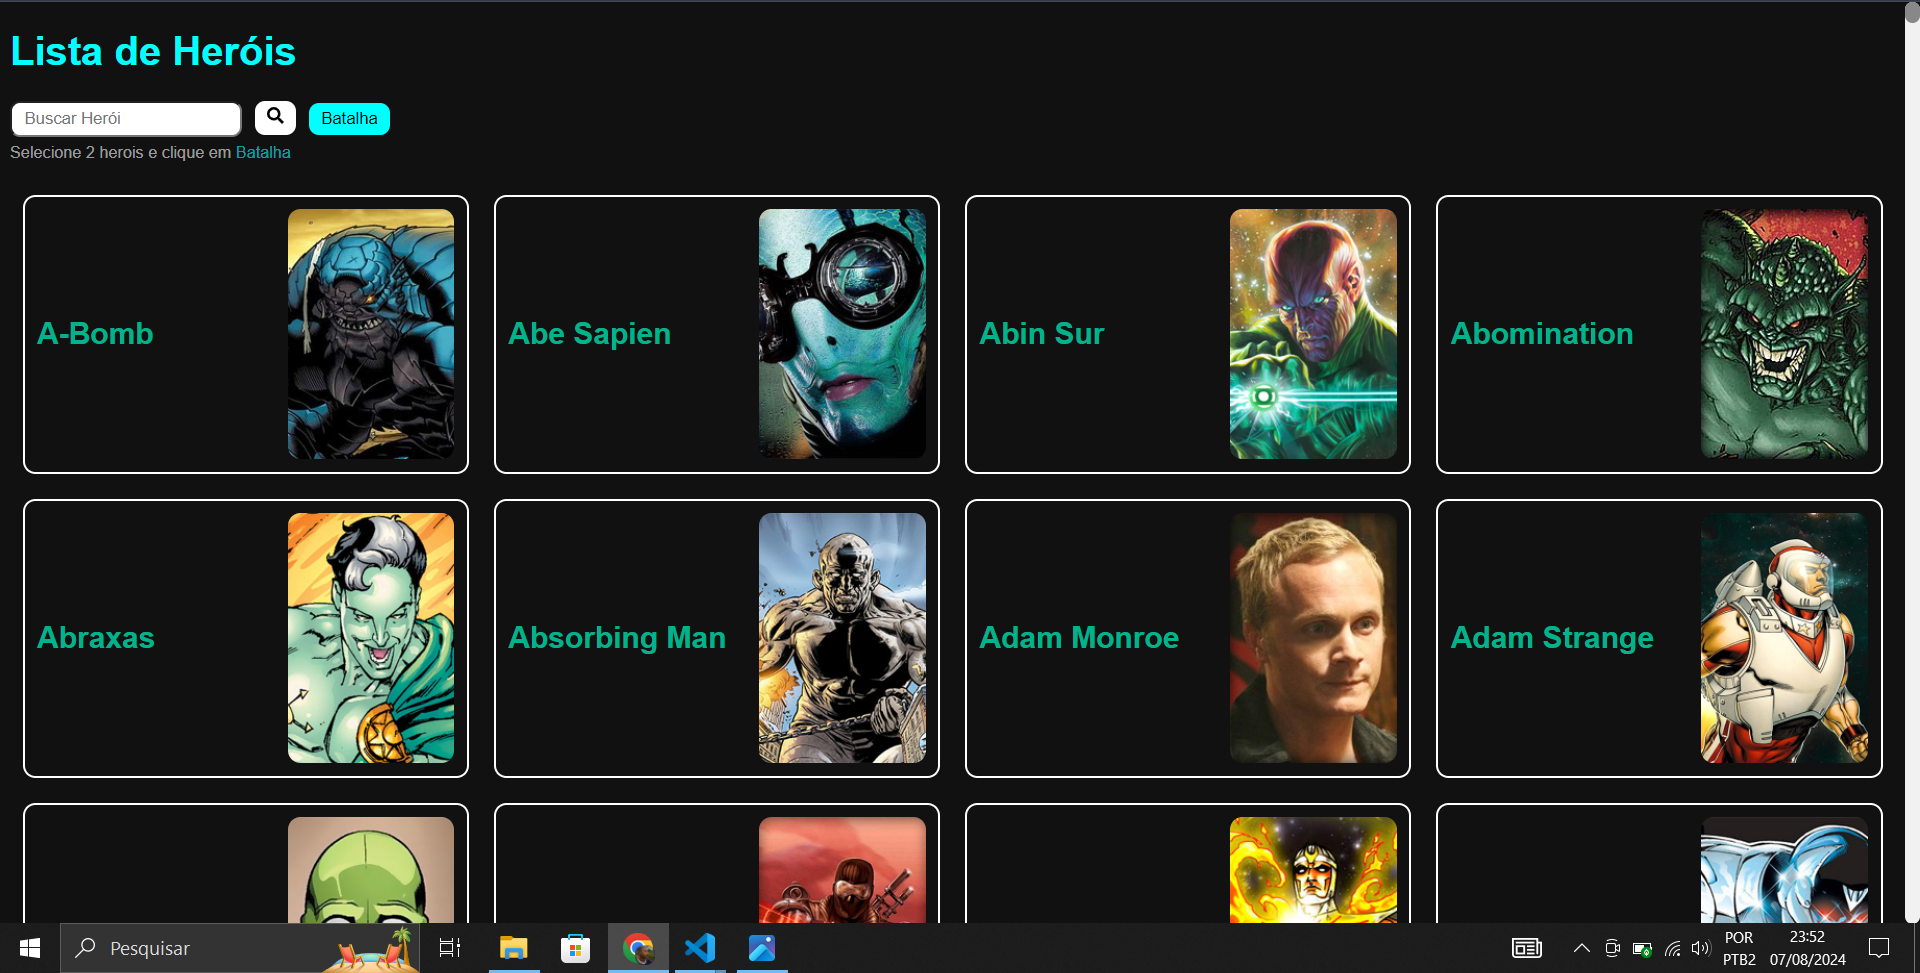 Lista de Heróis
Buscar Herói
Batalha
Selecione 2 herois e clique em Batalha
A-Bomb
Abe Sapien
Abin Sur
Abomination
Abraxas
Absorbing Man
Adam Monroe
Adam Strange
Pesquisar
POR
PTB2
23:52
07/08/2024